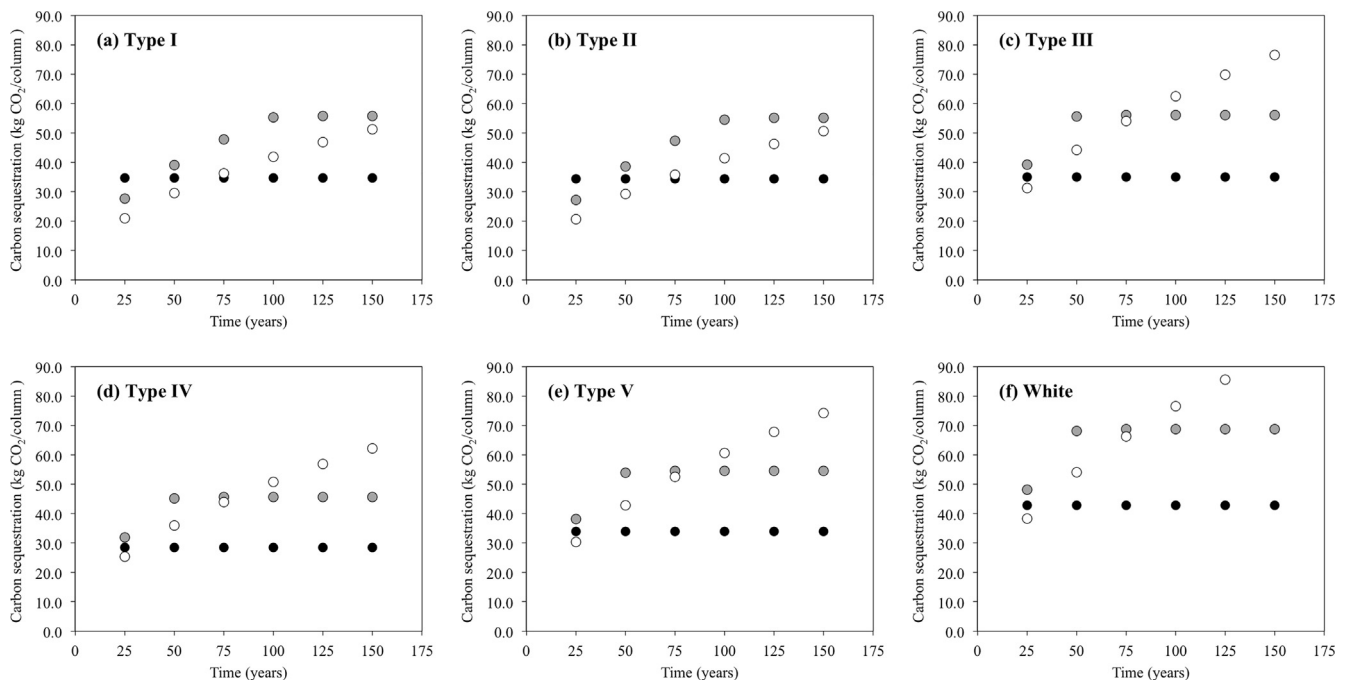 (a) Type I
Carbon sequestration (kg CO2/column )
90.0
80.0
70.0
60.0
50.0
40.0
30.0
20.0
10.0
0.0
0 25 50 75 100 125 150 175
Time (years)
(b) Type II
Carbon sequestration (kg CO2/column )
90.0
80.0
70.0
60.0
50.0
40.0
30.0
20.0
10.0
0.0
0 25 50 75 100 125 150 175
Time (years)
(c) Type III
Carbon sequestration (kg CO2/column )
90.0
80.0
70.0
60.0
50.0
40.0
30.0
20.0
10.0
0.0
0 25 50 75 100 125 150 175
Time (years)
(d) Type IV
Carbon sequestration (kg CO2/column )
90.0
80.0
70.0
60.0
50.0
40.0
30.0
20.0
10.0
0.0
0 25 50 75 100 125 150 175
Time (years)
(e) Type V
Carbon sequestration (kg CO2/column )
90.0
80.0
70.0
60.0
50.0
40.0
30.0
20.0
10.0
0.0
0 25 50 75 100 125 150 175
Time (years)
(f) White
Carbon sequestration (kg CO2/column )
90.0
80.0
70.0
60.0
50.0
40.0
30.0
20.0
10.0
0.0
0 25 50 75 100 125 150 175
Time (years)